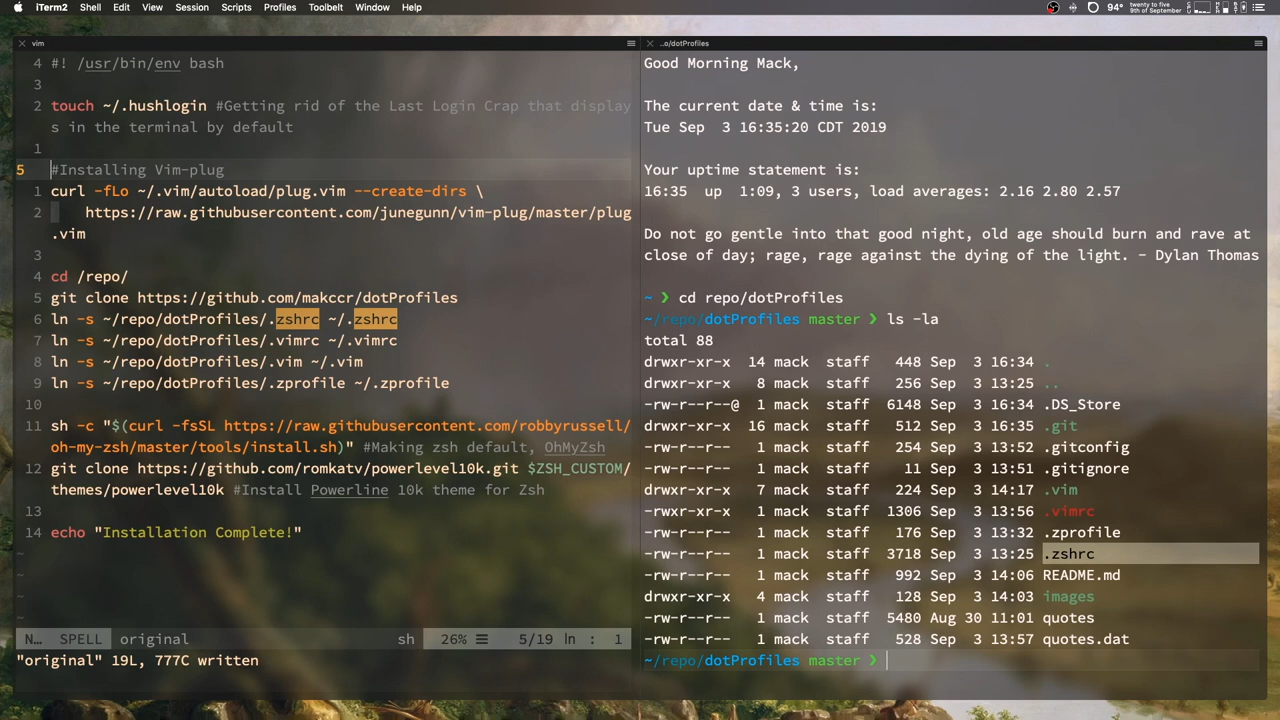 iTerm2 Shell Edit View Session Scripts Profiles Toolbelt Window Help 94° twenty to five
9th of September
vim
4 #! /usr/bin/env bash
3
2 touch ~/.hushlogin #Getting rid of the Last Login Crap that display
s in the terminal by default
1
5 #Installing Vim-plug
1 curl -fLo ~/.vim/autoload/plug.vim --create-dirs \
2 https://raw.githubusercontent.com/junegunn/vim-plug/master/plug
.vim
3
4 cd /repo/
5 git clone https://github.com/makccr/dotProfiles
6 ln -s ~/repo/dotProfiles/.zshrc ~/.zshrc
7 ln -s ~/repo/dotProfiles/.vimrc ~/.vimrc
8 ln -s ~/repo/dotProfiles/.vim ~/.vim
9 ln -s ~/repo/dotProfiles/.zprofile ~/.zprofile
10
11 sh -c "$(curl -fsSL https://raw.githubusercontent.com/robbyrussell/
oh-my-zsh/master/tools/install.sh)" #Making zsh default, OhMyZsh
12 git clone https://github.com/romkatv/powerlevel10k.git $ZSH_CUSTOM/
themes/powerlevel10k #Install Powerline 10k theme for Zsh
13
14 echo "Installation Complete!"
~
~
~
~
N… SPELL original sh 26% ☰ 5/19 ln : 1
"original" 19L, 777C written
…o/dotProfiles
Good Morning Mack,
The current date & time is:
Tue Sep 3 16:35:20 CDT 2019
Your uptime statement is:
16:35 up 1:09, 3 users, load averages: 2.16 2.80 2.57
Do not go gentle into that good night, old age should burn and rave at
close of day; rage, rage against the dying of the light. - Dylan Thomas
~ ❯ cd repo/dotProfiles
~/repo/dotProfiles master ❯ ls -la
total 88
drwxr-xr-x 14 mack staff 448 Sep 3 16:34 .
drwxr-xr-x 8 mack staff 256 Sep 3 13:25 ..
-rw-r--r--@ 1 mack staff 6148 Sep 3 16:34 .DS_Store
drwxr-xr-x 16 mack staff 512 Sep 3 16:35 .git
-rw-r--r-- 1 mack staff 254 Sep 3 13:52 .gitconfig
-rw-r--r-- 1 mack staff 11 Sep 3 13:51 .gitignore
drwxr-xr-x 7 mack staff 224 Sep 3 14:17 .vim
-rwxr-xr-x 1 mack staff 1306 Sep 3 13:56 .vimrc
-rw-r--r-- 1 mack staff 176 Sep 3 13:32 .zprofile
-rw-r--r-- 1 mack staff 3718 Sep 3 13:25 .zshrc
-rw-r--r-- 1 mack staff 992 Sep 3 14:06 README.md
drwxr-xr-x 4 mack staff 128 Sep 3 14:03 images
-rw-r--r-- 1 mack staff 5480 Aug 30 11:01 quotes
-rw-r--r-- 1 mack staff 528 Sep 3 13:57 quotes.dat
~/repo/dotProfiles master ❯